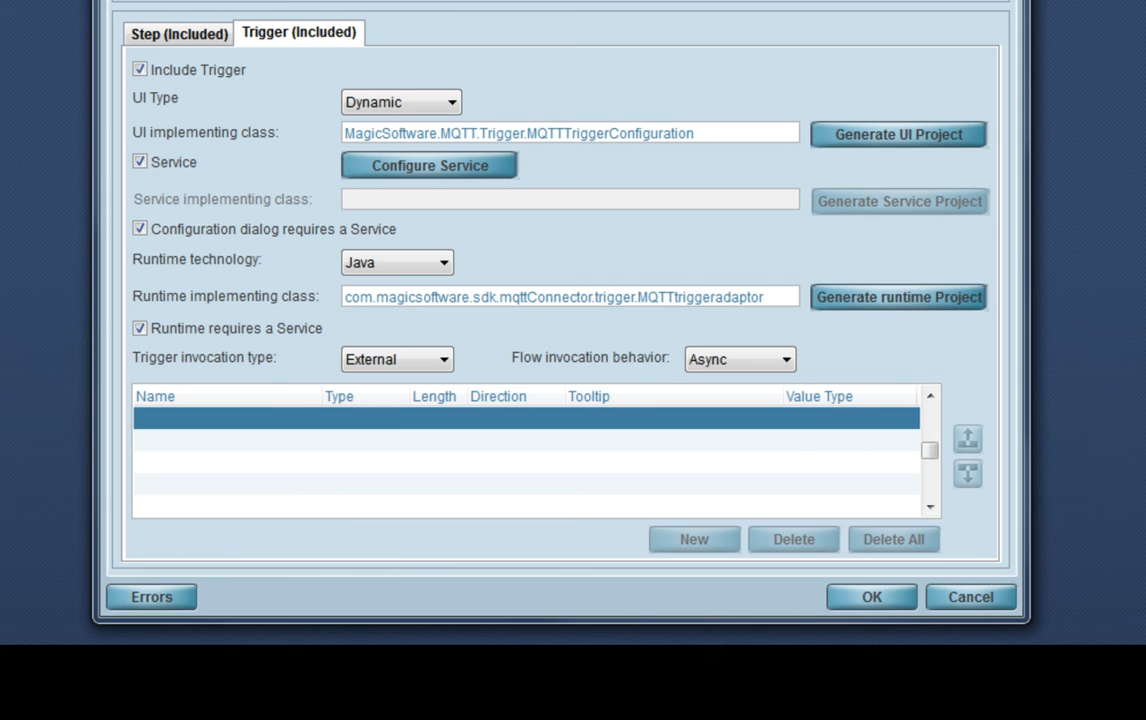 Step (Included) Trigger (Included)
Include Trigger
UI Type Dynamic
UI implementing class: MagicSoftware.MQTT.Trigger.MQTTTriggerConfiguration Generate UI Project
Service Configure Service
Service implementing class: Generate Service Project
Configuration dialog requires a Service
Runtime technology: Java
Runtime implementing class: com.magicsoftware.sdk.mqttConnector.trigger.MQTTtriggeradaptor Generate runtime Project
Runtime requires a Service
Trigger invocation type: External Flow invocation behavior: Async
Name Type Length Direction Tooltip Value Type
New Delete Delete All
Errors OK Cancel